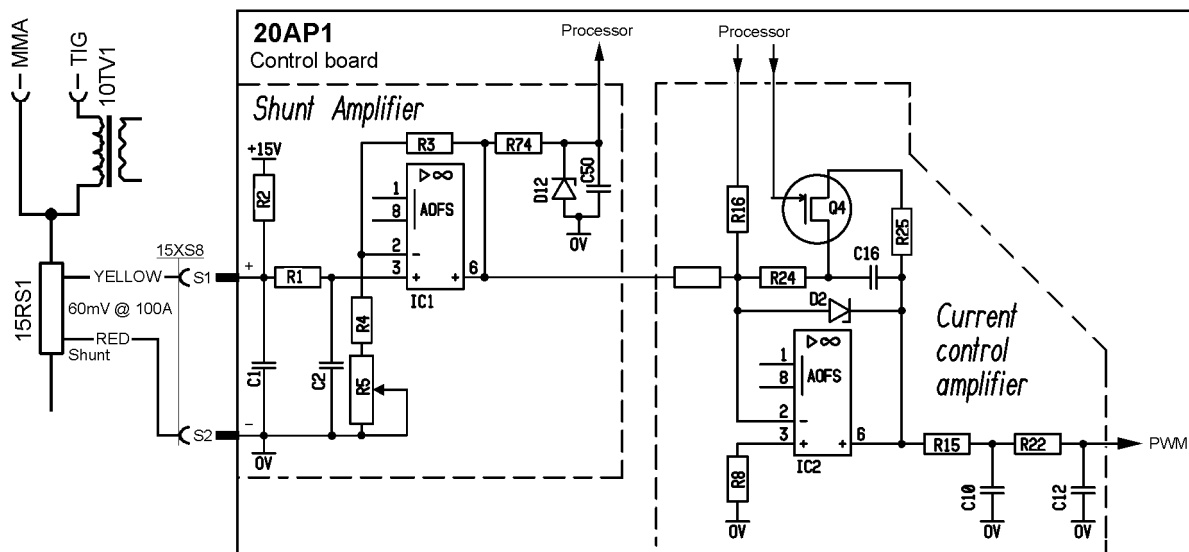 MMA
TIG
10TV1
20AP1
Control board
Processor
Processor
Shunt Amplifier
+15V
R2
R3
R74
D12
C50
0V
1
8
2
3
6
▷∞
AOFS
-
+
+
IC1
15XS8
YELLOW
S1
+
R1
15RS1
60mV @ 100A
RED
Shunt
S2
-
C1
C2
R4
R5
0V
R16
Q4
R25
R24
C16
D2
▷∞
AOFS
1
8
2
3
6
-
+
+
IC2
R8
0V
Current
control
amplifier
R15
R22
PWM
C10
C12
0V
0V